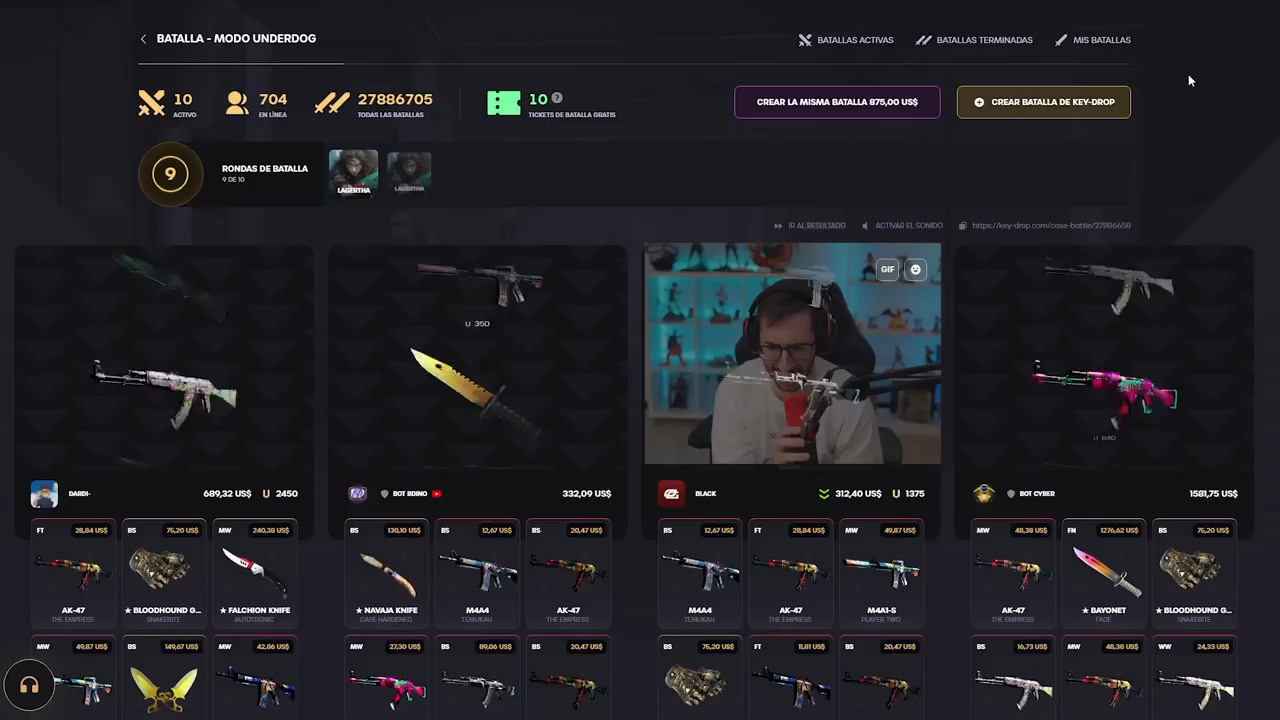 BATALLA - MODO UNDERDOG
BATALLAS ACTIVAS
BATALLAS TERMINADAS
MIS BATALLAS
10
ACTIVO
704
EN LÍNEA
27886705
TODAS LAS BATALLAS
10 ?
TICKETS DE BATALLA GRATIS
CREAR LA MISMA BATALLA 875,00 US$
CREAR BATALLA DE KEY-DROP
9
RONDAS DE BATALLA
9 DE 10
LAGERTHA
LAGERTHA
IR AL RESULTADO
ACTIVAR EL SONIDO
https://key-drop.com/case-battle/27886658
U 350
GIF
U 840
DARDI-
689,32 US$
U 2450
BOT BDINO
332,09 US$
BLACK
312,40 US$
U 1375
BOT CYBER
1581,75 US$
FT 28,84 US$
BS 75,20 US$
MW 240,38 US$
BS 130,10 US$
BS 12,67 US$
BS 20,47 US$
BS 12,67 US$
FT 28,84 US$
MW 49,87 US$
MW 48,38 US$
FN 1276,62 US$
BS 75,20 US$
AK-47
★ BLOODHOUND G...
★ FALCHION KNIFE
★ NAVAJA KNIFE
M4A4
AK-47
M4A4
AK-47
M4A1-S
AK-47
★ BAYONET
★ BLOODHOUND G...
THE EMPRESS
SNAKEBITE
AUTOTRONIC
CASE HARDENED
TEMUKAU
THE EMPRESS
TEMUKAU
THE EMPRESS
PLAYER TWO
THE EMPRESS
FADE
SNAKEBITE
MW 49,87 US$
BS 149,67 US$
MW 42,86 US$
MW 27,30 US$
BS 89,06 US$
BS 20,47 US$
BS 75,20 US$
FT 11,81 US$
BS 20,47 US$
BS 16,73 US$
MW 48,38 US$
WW 24,33 US$